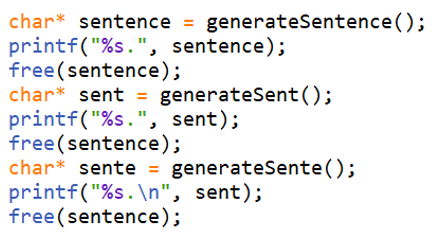 char* sentence = generateSentence();
printf("%s.", sentence);
free(sentence);
char* sent = generateSent();
printf("%s.", sent);
free(sentence);
char* sente = generateSente();
printf("%s.\n", sent);
free(sentence);